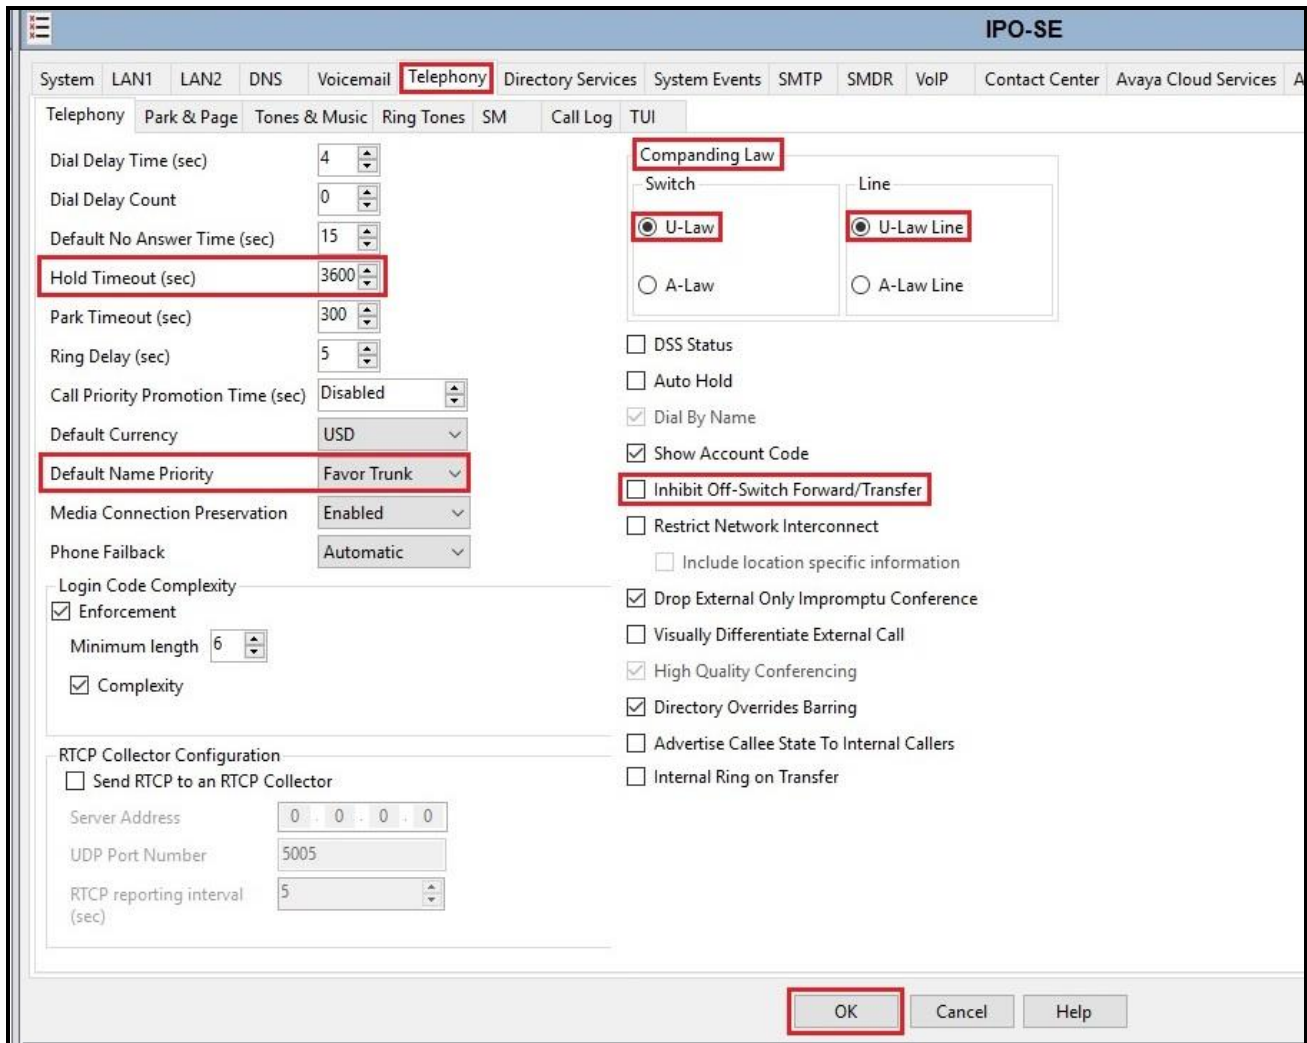 IPO-SE
System LAN1 LAN2 DNS Voicemail Telephony Directory Services System Events SMTP SMDR VoIP Contact Center Avaya Cloud Services A
Telephony Park & Page Tones & Music Ring Tones SM Call Log TUI
Dial Delay Time (sec) 4
Dial Delay Count 0
Default No Answer Time (sec) 15
Hold Timeout (sec) 3600
Park Timeout (sec) 300
Ring Delay (sec) 5
Call Priority Promotion Time (sec) Disabled
Default Currency USD
Default Name Priority Favor Trunk
Media Connection Preservation Enabled
Phone Failback Automatic
Login Code Complexity
Enforcement
Minimum length 6
Complexity
RTCP Collector Configuration
Send RTCP to an RTCP Collector
Server Address 0 . 0 . 0 . 0
UDP Port Number 5005
RTCP reporting interval 5
(sec)
Companding Law
Switch Line
U-Law U-Law Line
A-Law A-Law Line
DSS Status
Auto Hold
Dial By Name
Show Account Code
Inhibit Off-Switch Forward/Transfer
Restrict Network Interconnect
Include location specific information
Drop External Only Impromptu Conference
Visually Differentiate External Call
High Quality Conferencing
Directory Overrides Barring
Advertise Callee State To Internal Callers
Internal Ring on Transfer
OK Cancel Help